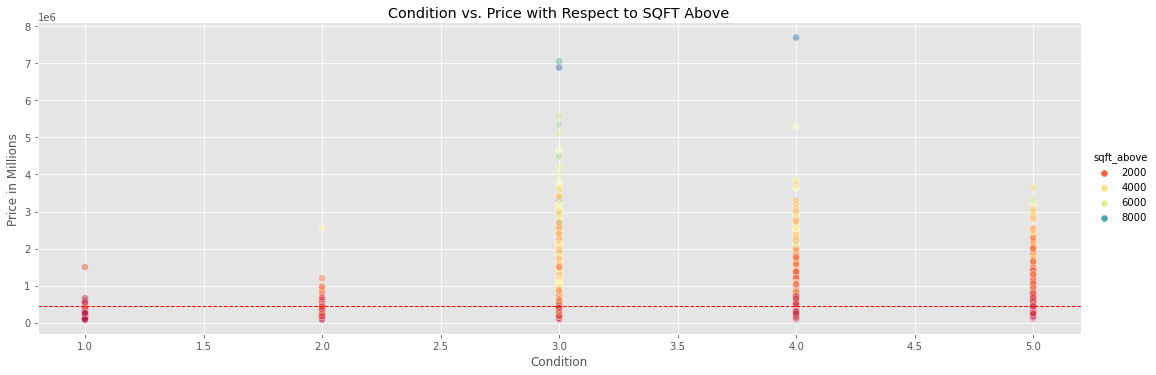 Condition vs. Price with Respect to SQFT Above
1e6
8
7
6
5
4
3
2
1
0
Price in Millions
1.0 1.5 2.0 2.5 3.0 3.5 4.0 4.5 5.0
Condition
sqft_above
2000
4000
6000
8000